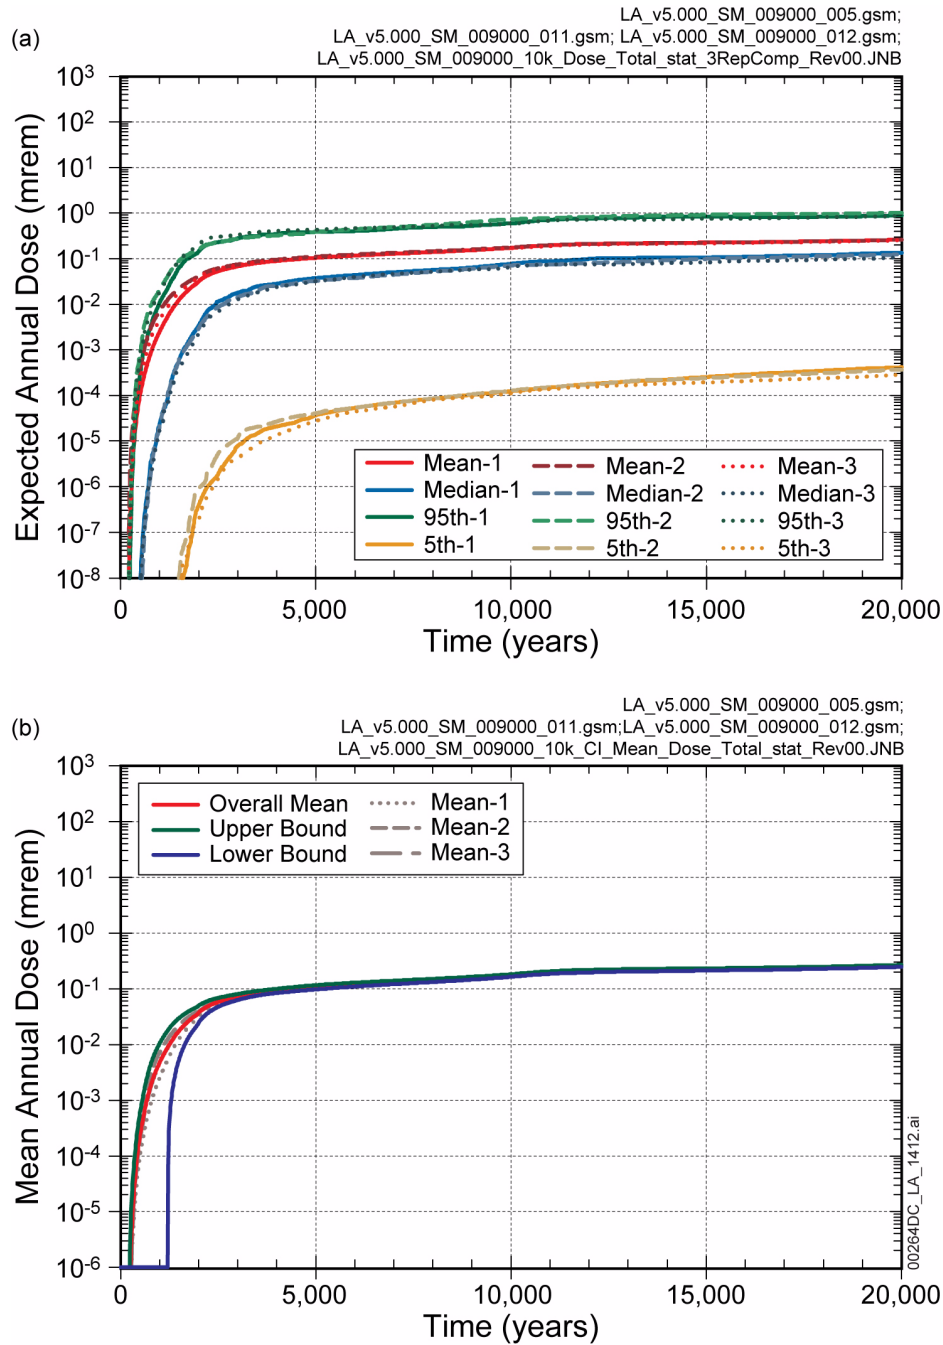 LA_v5.000_SM_009000_005.gsm;
(a)
LA_v5.000_SM_009000_011.gsm; LA_v5.000_SM_009000_012.gsm;
LA_v5.000_SM_009000_10k_Dose_Total_stat_3RepComp_Rev00.JNB
Expected Annual Dose (mrem)
10³
10²
10¹
10⁰
10⁻¹
10⁻²
10⁻³
10⁻⁴
10⁻⁵
10⁻⁶
10⁻⁷
10⁻⁸
Mean-1 Mean-2 Mean-3
Median-1 Median-2 Median-3
95th-1 95th-2 95th-3
5th-1 5th-2 5th-3
0 5,000 10,000 15,000 20,000
Time (years)
LA_v5.000_SM_009000_005.gsm;
(b)
LA_v5.000_SM_009000_011.gsm;LA_v5.000_SM_009000_012.gsm;
LA_v5.000_SM_009000_10k_CI_Mean_Dose_Total_stat_Rev00.JNB
Mean Annual Dose (mrem)
10³
10²
10¹
10⁰
10⁻¹
10⁻²
10⁻³
10⁻⁴
10⁻⁵
10⁻⁶
Overall Mean Mean-1
Upper Bound Mean-2
Lower Bound Mean-3
0 5,000 10,000 15,000 20,000
Time (years)
00264DC_LA_1412.ai